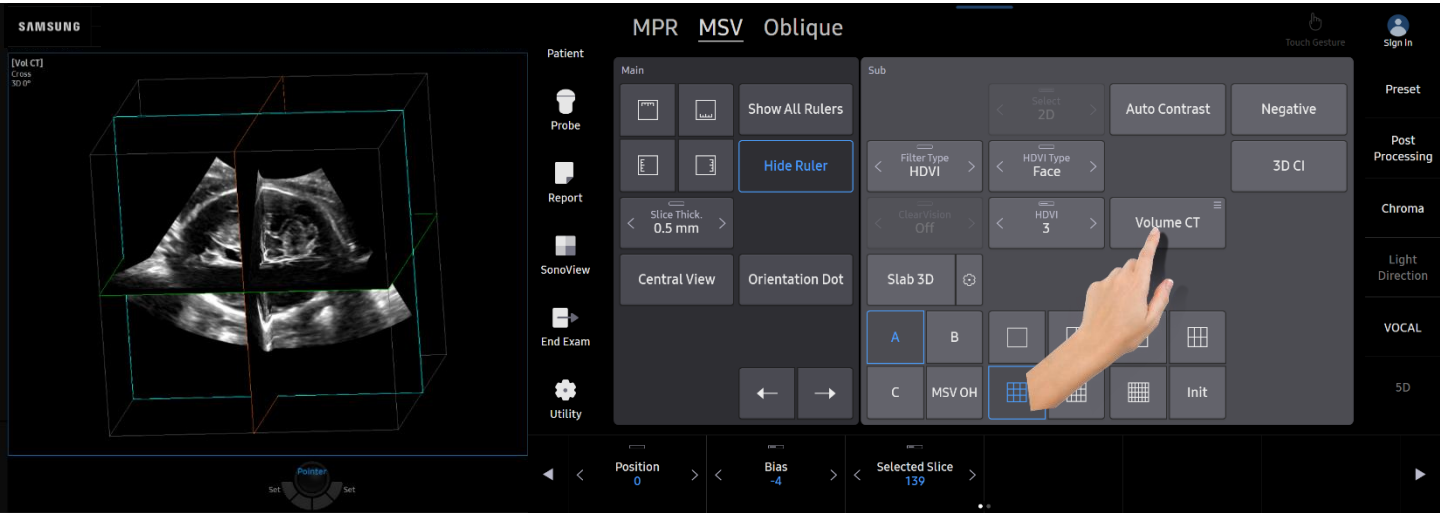 SAMSUNG
[Vol CT]
Cross
3D 0°
Pointer
Set
Set
Patient
Probe
Report
SonoView
End Exam
Utility
MPR MSV Oblique
Touch Gesture
Sign In
Main
Show All Rulers
Hide Ruler
Slice Thick.
0.5 mm
Central View
Orientation Dot
Sub
Select
2D
Auto Contrast
Negative
Filter Type
HDVI
HDVI Type
Face
3D CI
ClearVision
Off
HDVI
3
Volume CT
Slab 3D
A
B
C
MSV OH
Init
Preset
Post
Processing
Chroma
Light
Direction
VOCAL
5D
Position
0
Bias
-4
Selected Slice
139